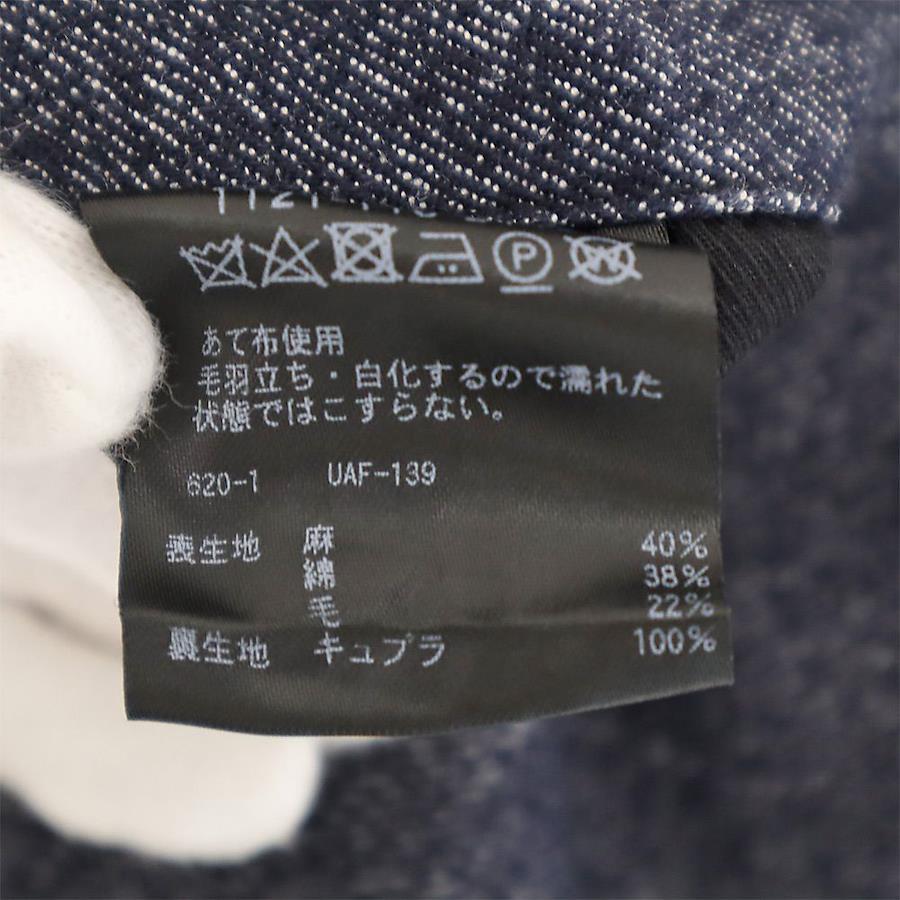 あて布使用
毛羽立ち・白化するので濡れた
状態ではこすらない。
620-1 UAF-139
表生地 麻 40%
綿 38%
毛 22%
裏生地 キュプラ 100%